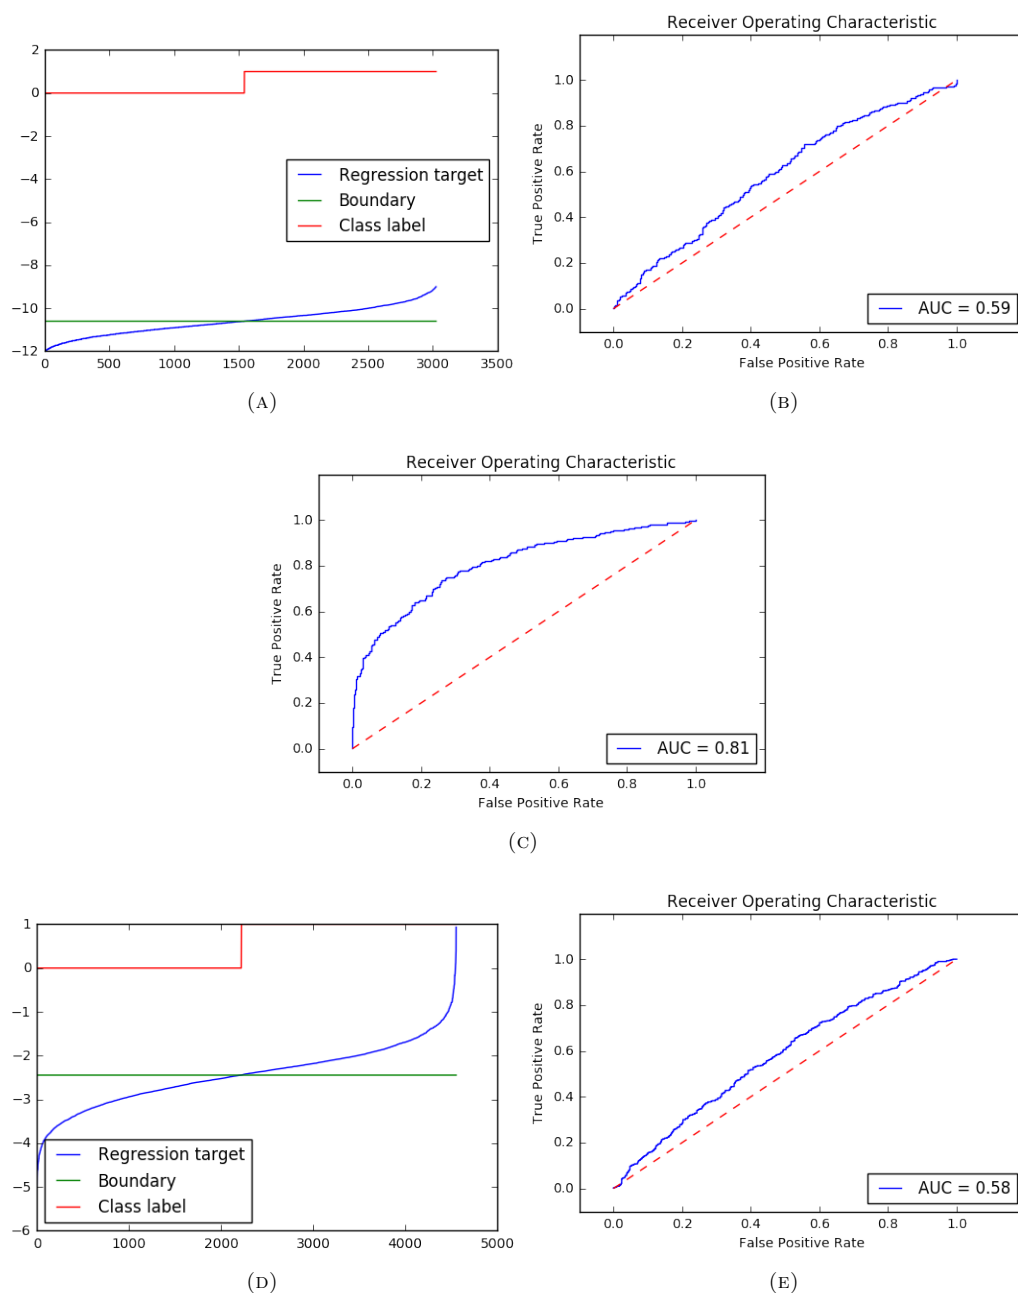 2
0
−2
−4
−6
−8
−10
−12
0 500 1000 1500 2000 2500 3000 3500
Regression target
Boundary
Class label
(A)
Receiver Operating Characteristic
True Positive Rate
1.0
0.8
0.6
0.4
0.2
0.0
0.0 0.2 0.4 0.6 0.8 1.0
False Positive Rate
AUC = 0.59
(B)
Receiver Operating Characteristic
True Positive Rate
1.0
0.8
0.6
0.4
0.2
0.0
0.0 0.2 0.4 0.6 0.8 1.0
False Positive Rate
AUC = 0.81
(C)
1
0
−1
−2
−3
−4
−5
−6
0 1000 2000 3000 4000 5000
Regression target
Boundary
Class label
(D)
Receiver Operating Characteristic
True Positive Rate
1.0
0.8
0.6
0.4
0.2
0.0
0.0 0.2 0.4 0.6 0.8 1.0
False Positive Rate
AUC = 0.58
(E)